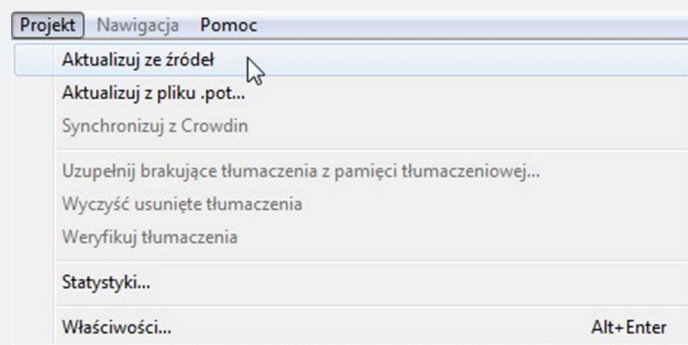 Projekt Nawigacja Pomoc
Aktualizuj ze źródeł
Aktualizuj z pliku .pot...
Synchronizuj z Crowdin
Uzupełnij brakujące tłumaczenia z pamięci tłumaczeniowej...
Wyczyść usunięte tłumaczenia
Weryfikuj tłumaczenia
Statystyki...
Właściwości... Alt+Enter